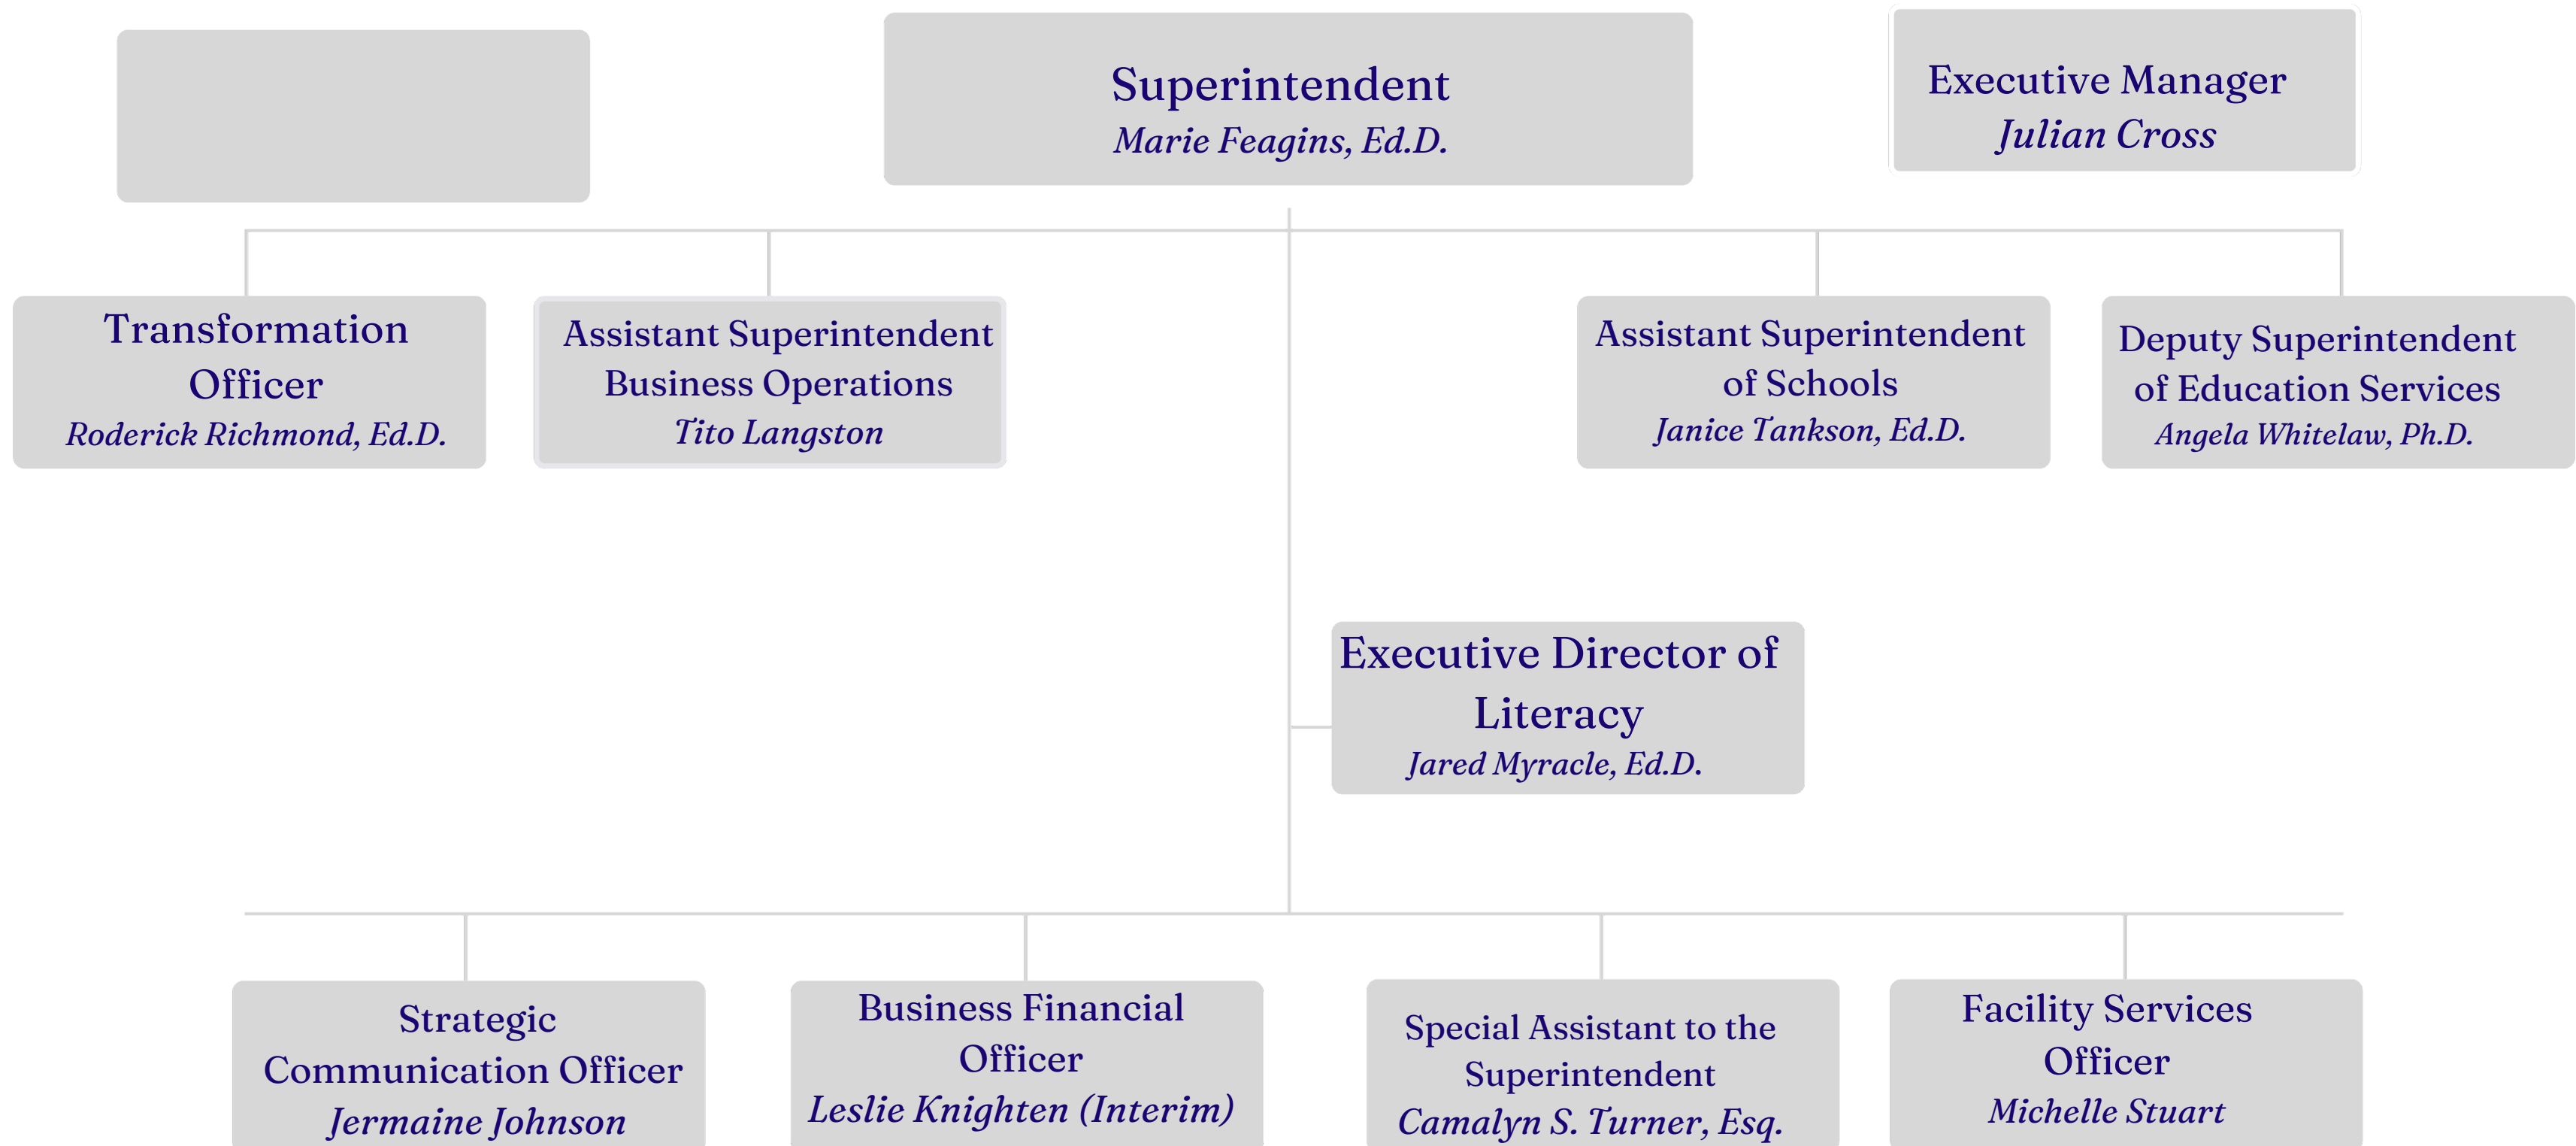 Superintendent
Marie Feagins, Ed.D.
Executive Manager
Julian Cross
Transformation
Officer
Roderick Richmond, Ed.D.
Assistant Superintendent
Business Operations
Tito Langston
Assistant Superintendent
of Schools
Janice Tankson, Ed.D.
Deputy Superintendent
of Education Services
Angela Whitelaw, Ph.D.
Executive Director of
Literacy
Jared Myracle, Ed.D.
Strategic
Communication Officer
Jermaine Johnson
Business Financial
Officer
Leslie Knighten (Interim)
Special Assistant to the
Superintendent
Camalyn S. Turner, Esq.
Facility Services
Officer
Michelle Stuart